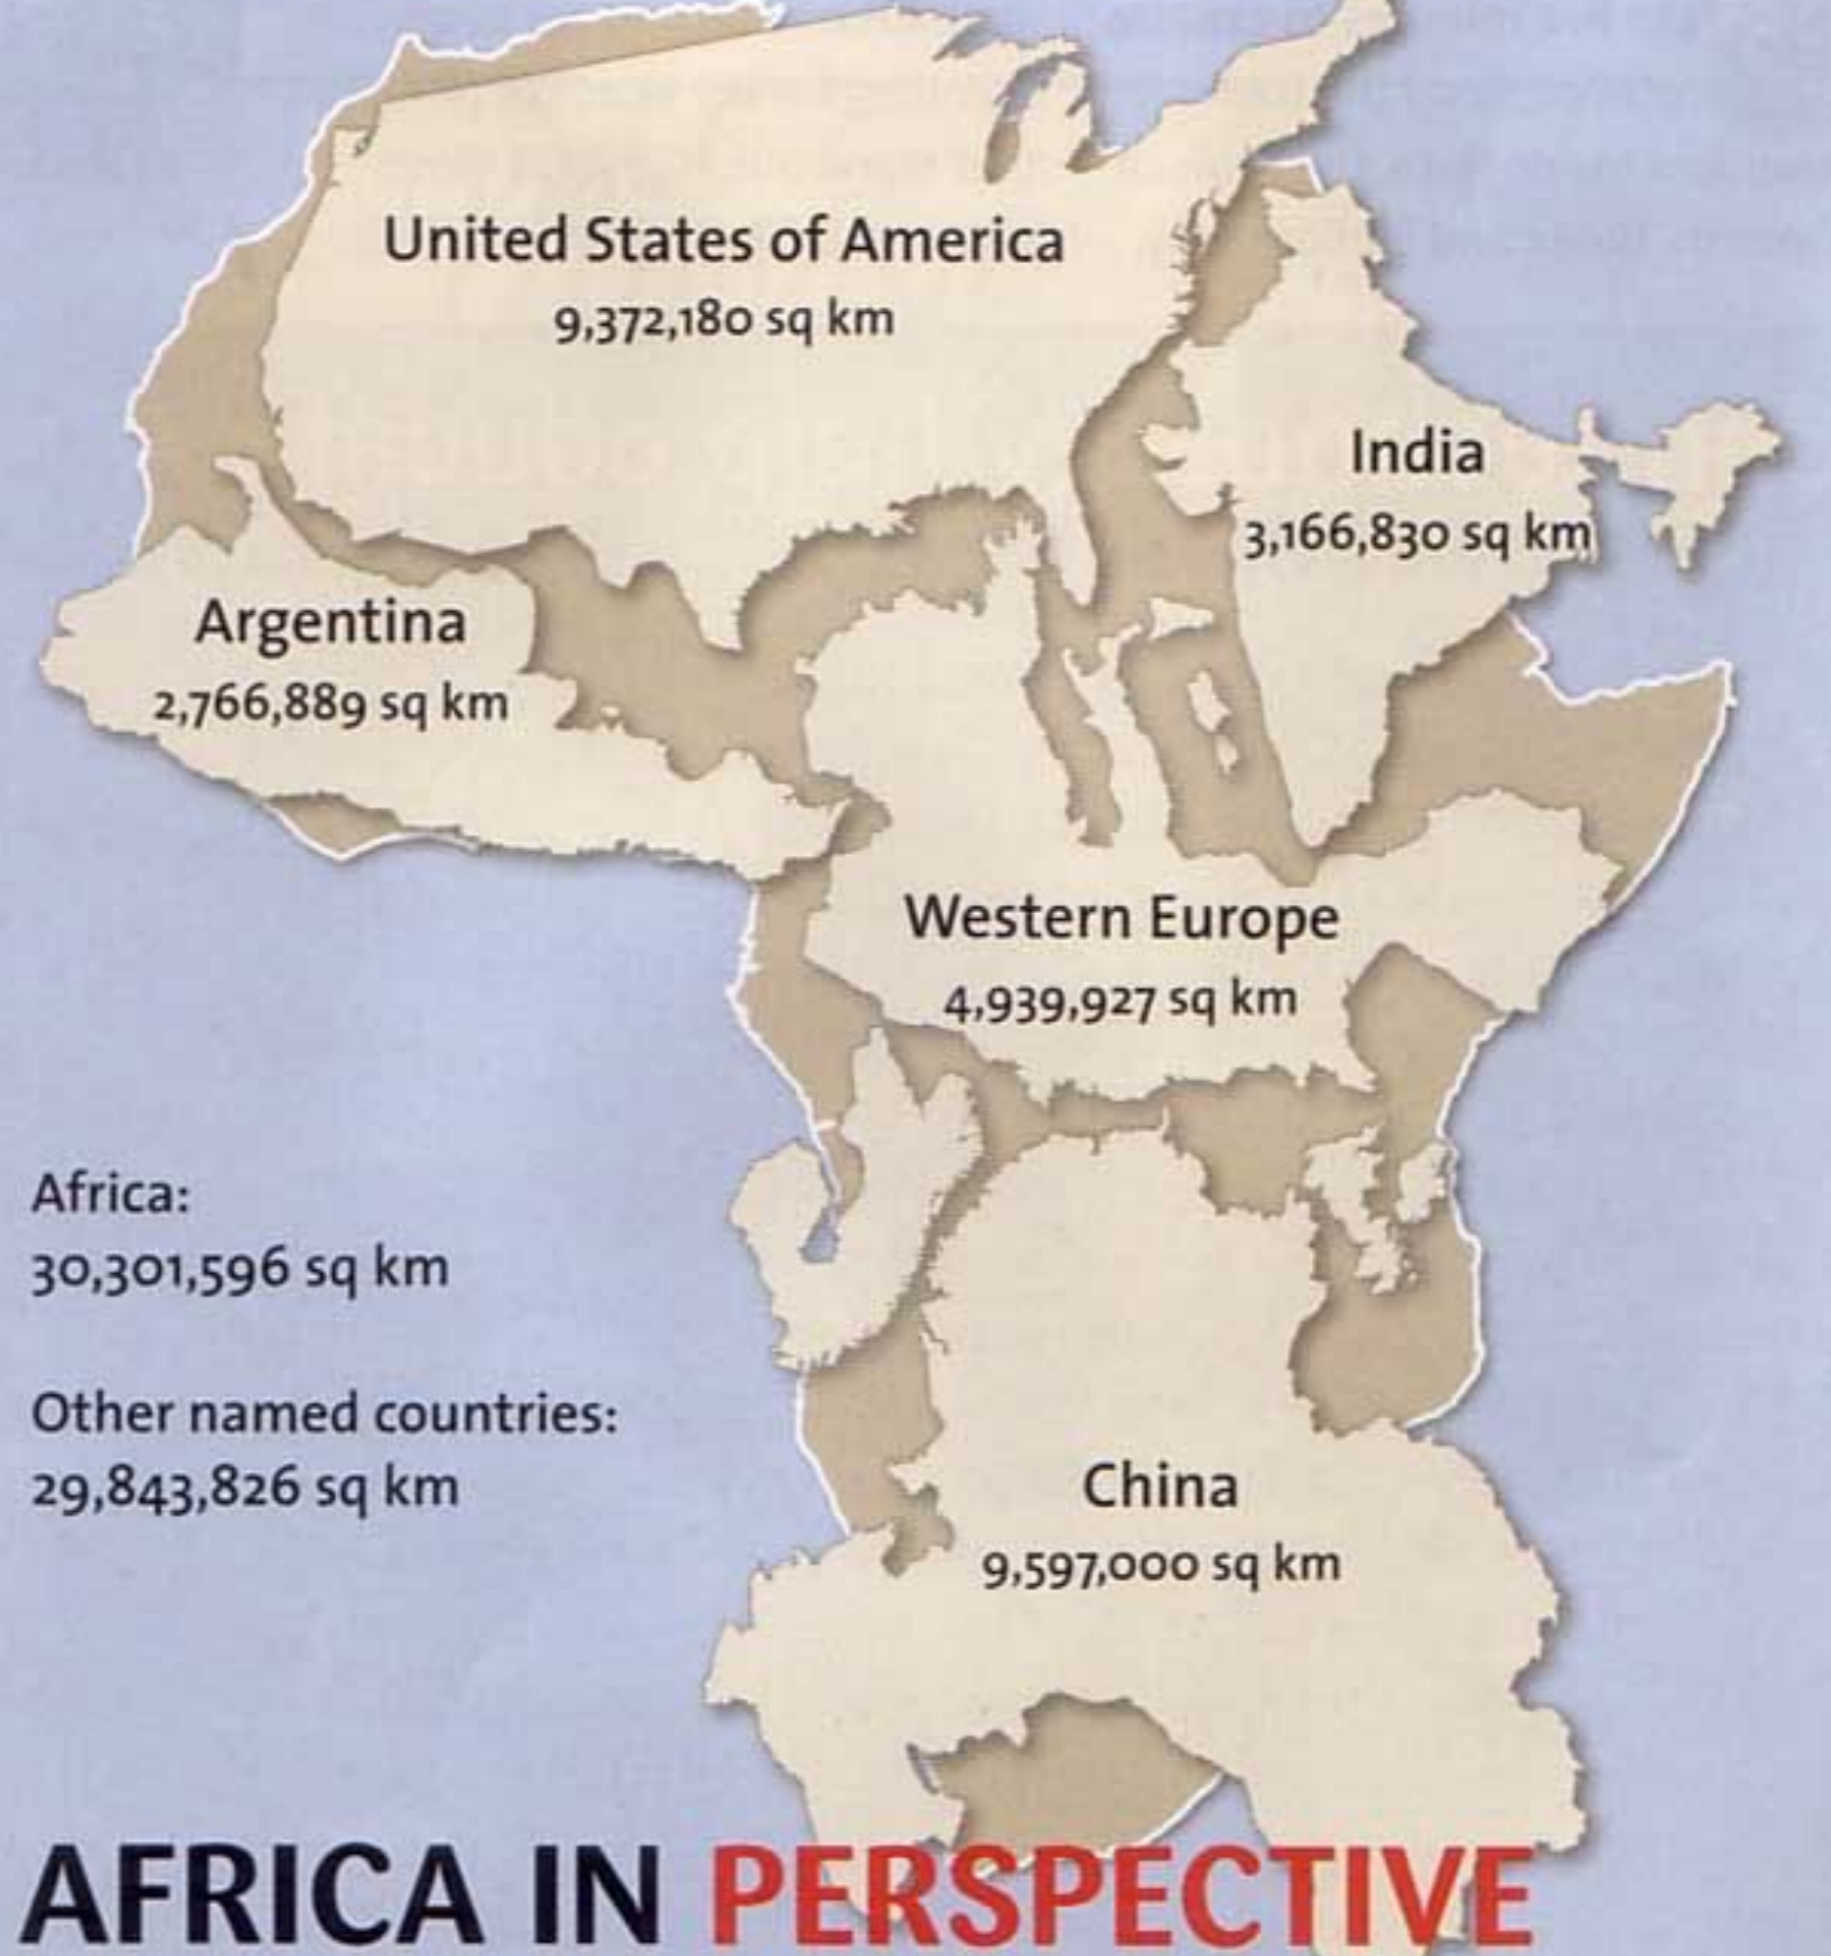 United States of America
9,372,180 sq km
India
3,166,830 sq km
Argentina
2,766,889 sq km
Western Europe
4,939,927 sq km
Africa:
30,301,596 sq km
Other named countries:
29,843,826 sq km
China
9,597,000 sq km
AFRICA IN PERSPECTIVE